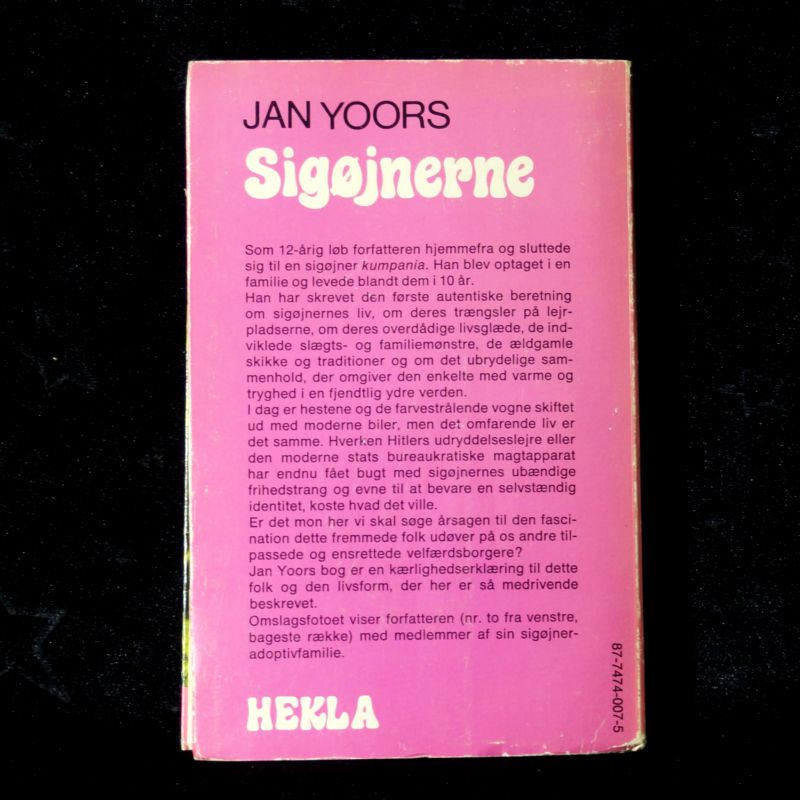 JAN YOORS
Sigøjnerne
Som 12-årig løb forfatteren hjemmefra og sluttede
sig til en sigøjner kumpania. Han blev optaget i en
familie og levede blandt dem i 10 år.
Han har skrevet den første autentiske beretning
om sigøjnernes liv, om deres trængsler på lejr-
pladserne, om deres overdådige livsglæde, de ind-
viklede slægts- og familiemønstre, de ældgamle
skikke og traditioner og om det ubrydelige sam-
menhold, der omgiver den enkelte med varme og
tryghed i en fjendtlig ydre verden.
I dag er hestene og de farvestrålende vogne skiftet
ud med moderne biler, men det omfarende liv er
det samme. Hverken Hitlers udryddelseslejre eller
den moderne stats bureaukratiske magtapparat
har endnu fået bugt med sigøjnernes ubændige
frihedstrang og evne til at bevare en selvstændig
identitet, koste hvad det ville.
Er det mon her vi skal søge årsagen til den fasci-
nation dette fremmede folk udøver på os andre til-
passede og ensrettede velfærdsborgere?
Jan Yoors bog er en kærlighedserklæring til dette
folk og den livsform, der her er så medrivende
beskrevet.
Omslagsfotoet viser forfatteren (nr. to fra venstre,
bageste række) med medlemmer af sin sigøjner-
adoptivfamilie.
HEKLA
87-7474-007-5